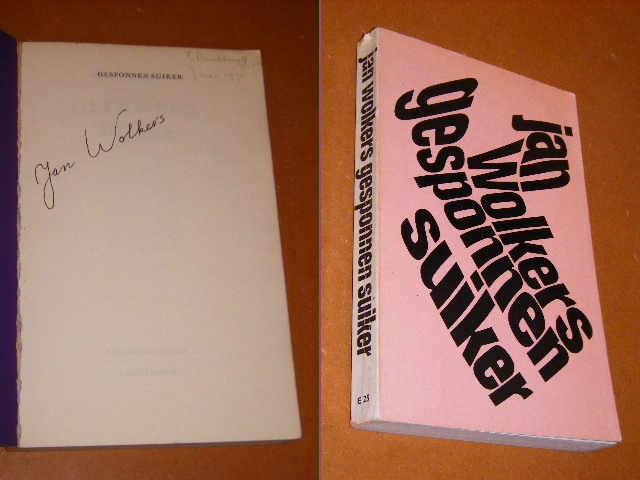 GESPONNEN SUIKER
Jan Wolkers
jan wolkers gesponnen suiker
E 25
jan
wolkers
gesponnen
suiker